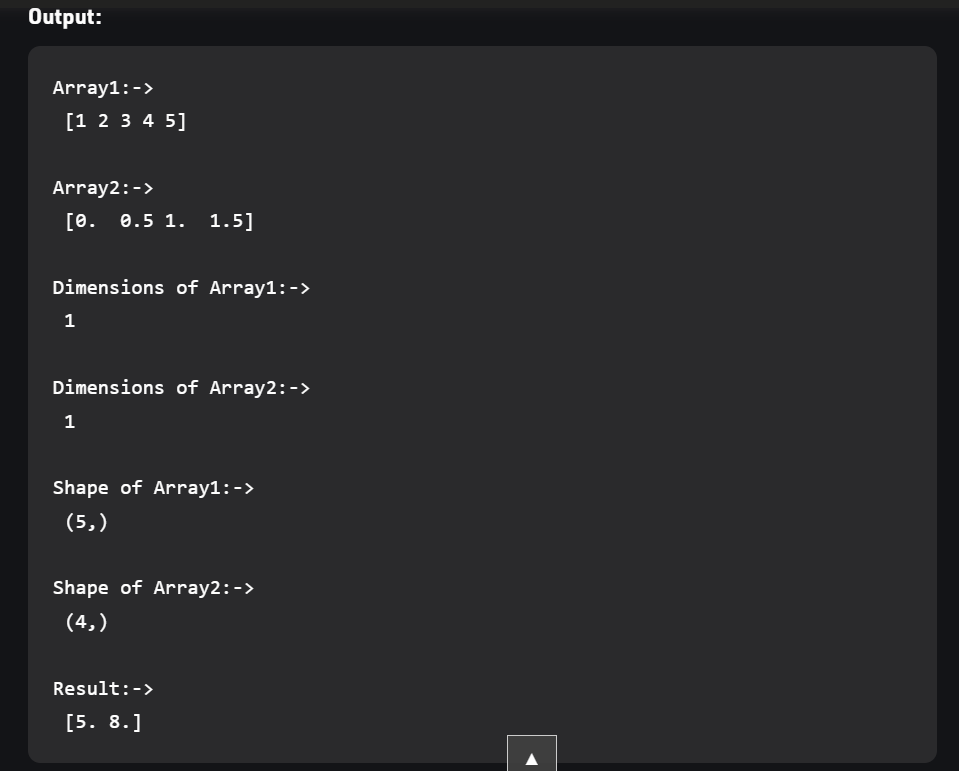 Output:
Array1:->
[1 2 3 4 5]
Array2:->
[0.  0.5 1.  1.5]
Dimensions of Array1:->
1
Dimensions of Array2:->
1
Shape of Array1:->
(5,)
Shape of Array2:->
(4,)
Result:->
[5. 8.]
▲